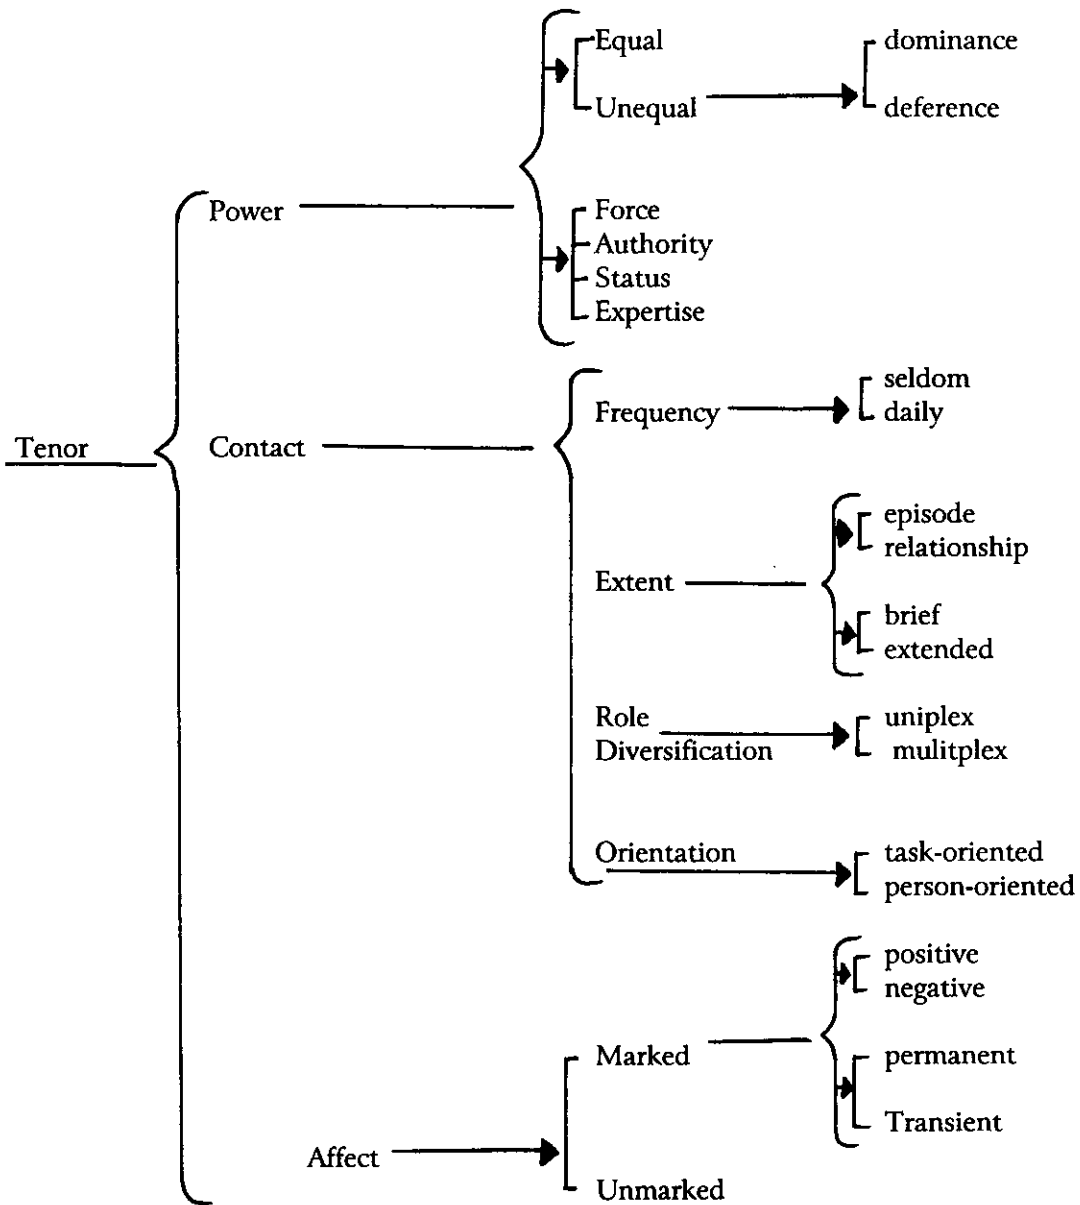 Equal
dominance
Unequal
deference
Power
Force
Authority
Status
Expertise
seldom
Frequency
daily
Tenor
Contact
episode
relationship
Extent
brief
extended
Role
Diversification
uniplex
mulitplex
Orientation
task-oriented
person-oriented
positive
negative
Marked
permanent
Transient
Affect
Unmarked